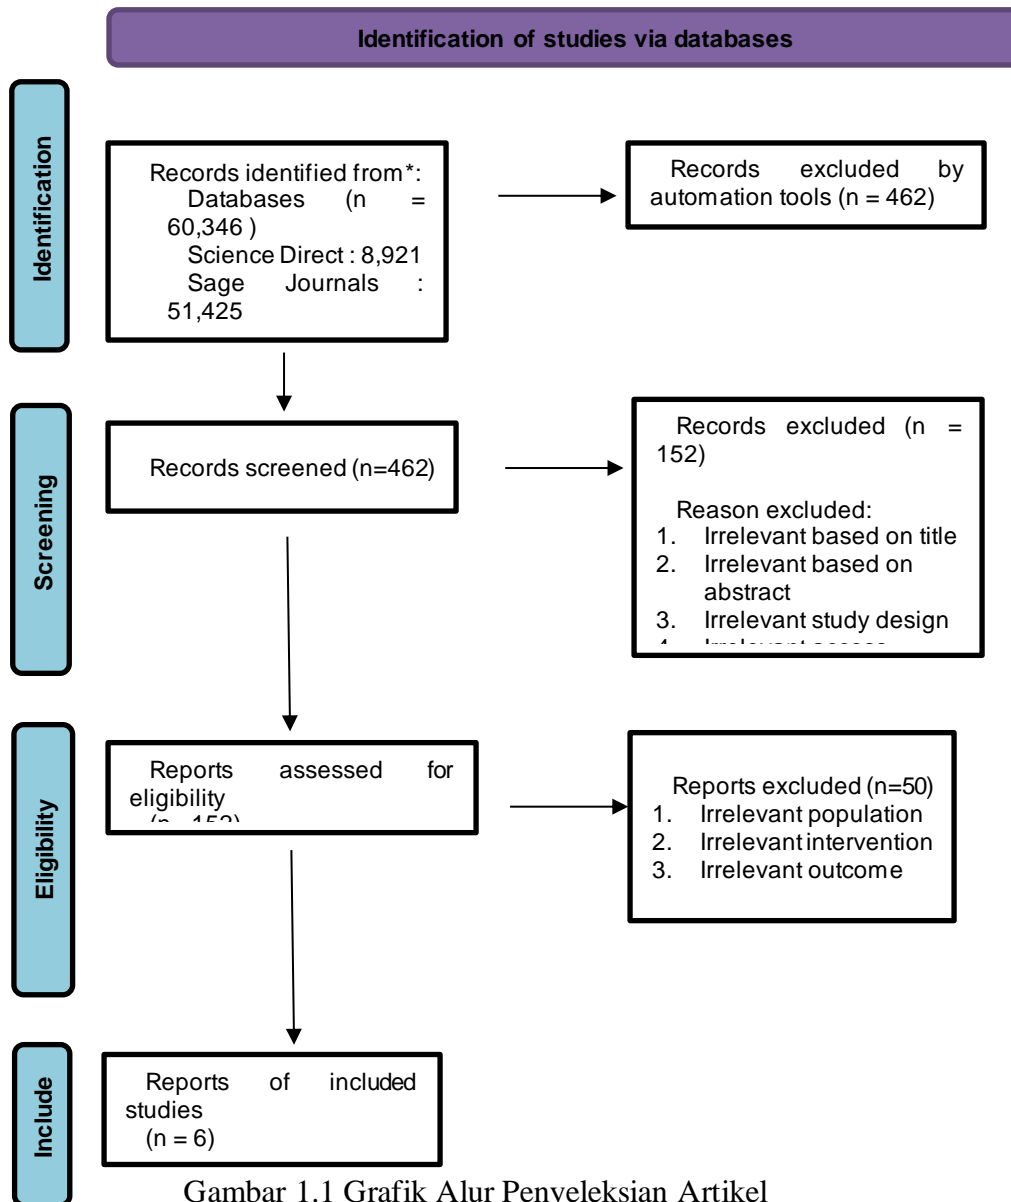 Identification of studies via databases
Identification
Records identified from*:
Databases (n =
60,346 )
Science Direct : 8,921
Sage Journals :
51,425
Records excluded by
automation tools (n = 462)
Screening
Records screened (n=462)
Records excluded (n =
152)
Reason excluded:
1. Irrelevant based on title
2. Irrelevant based on
abstract
3. Irrelevant study design
Eligibility
Reports assessed for
eligibility
Reports excluded (n=50)
1. Irrelevant population
2. Irrelevant intervention
3. Irrelevant outcome
Include
Reports of included
studies
(n = 6)
Gambar 1.1 Grafik Alur Penyeleksian Artikel